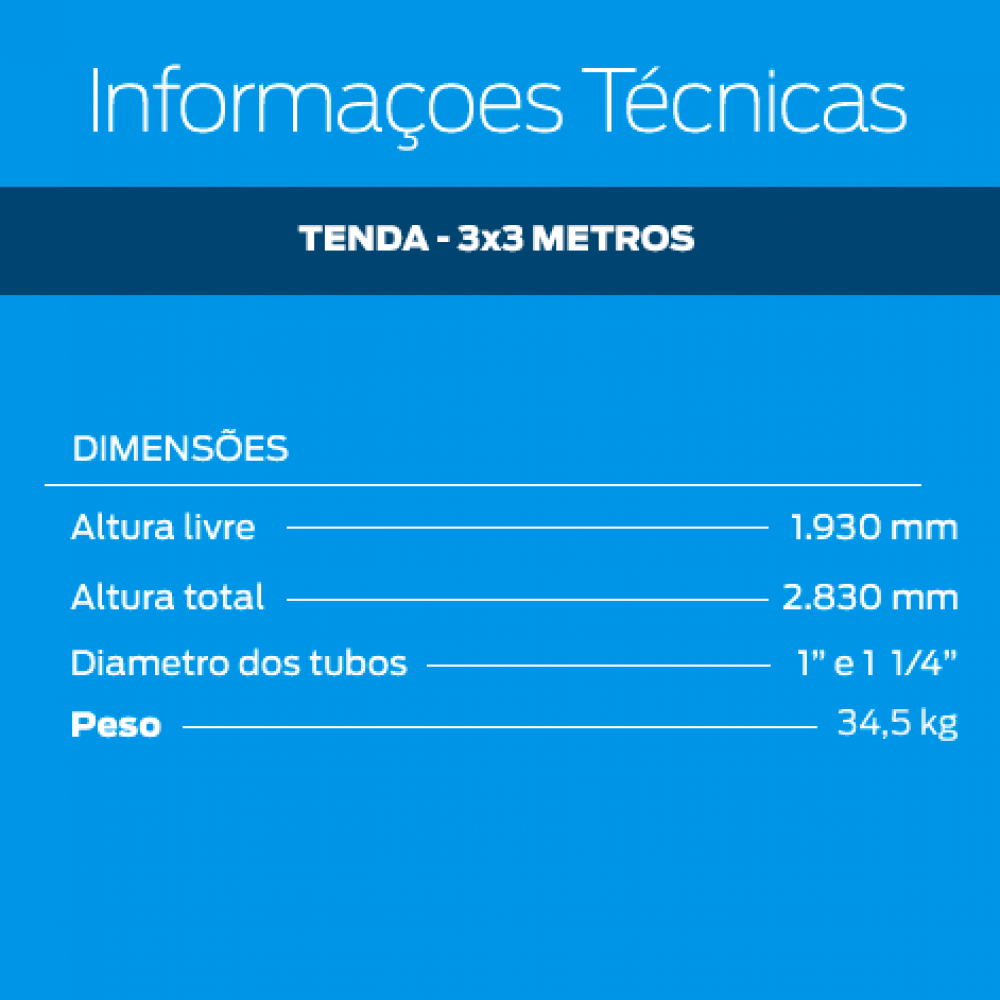 Informaçoes Técnicas
TENDA - 3x3 METROS
DIMENSÕES
Altura livre 1.930 mm
Altura total 2.830 mm
Diametro dos tubos 1” e 1 1/4”
Peso 34,5 kg